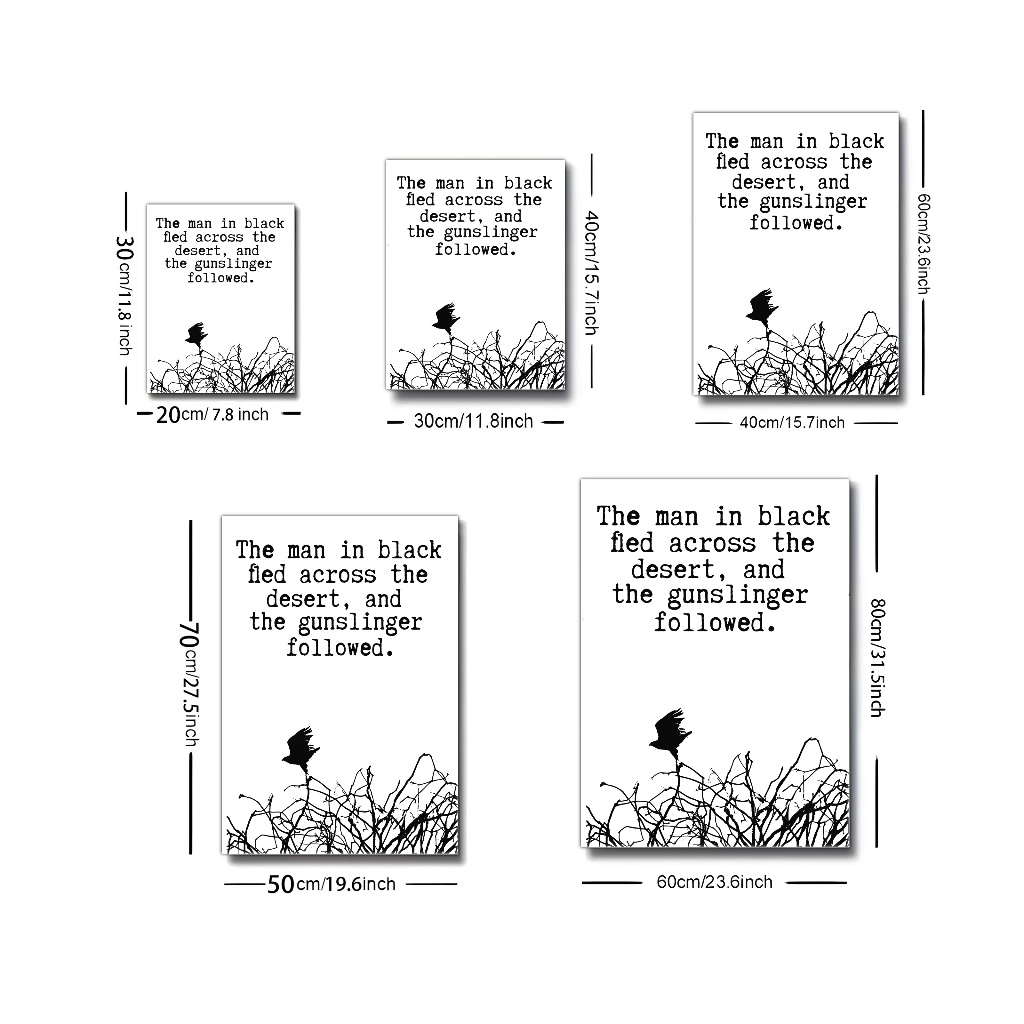 The man in black
fled across the
desert, and
the gunslinger
followed.
30cm/11.8 inch
20cm/ 7.8 inch
The man in black
fled across the
desert, and
the gunslinger
followed.
40cm/15.7inch
30cm/11.8inch
The man in black
fled across the
desert, and
the gunslinger
followed.
60cm/23.6inch
40cm/15.7inch
The man in black
fled across the
desert, and
the gunslinger
followed.
70cm/27.5inch
50cm/19.6inch
The man in black
fled across the
desert, and
the gunslinger
followed.
80cm/31.5inch
60cm/23.6inch